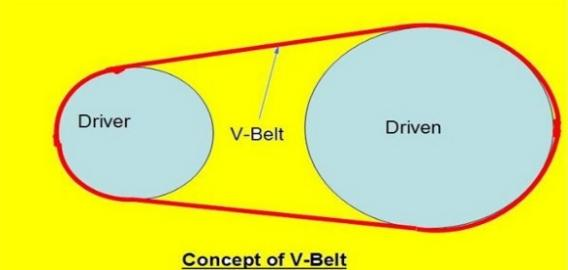 Driver
V-Belt
Driven
Concept of V-Belt